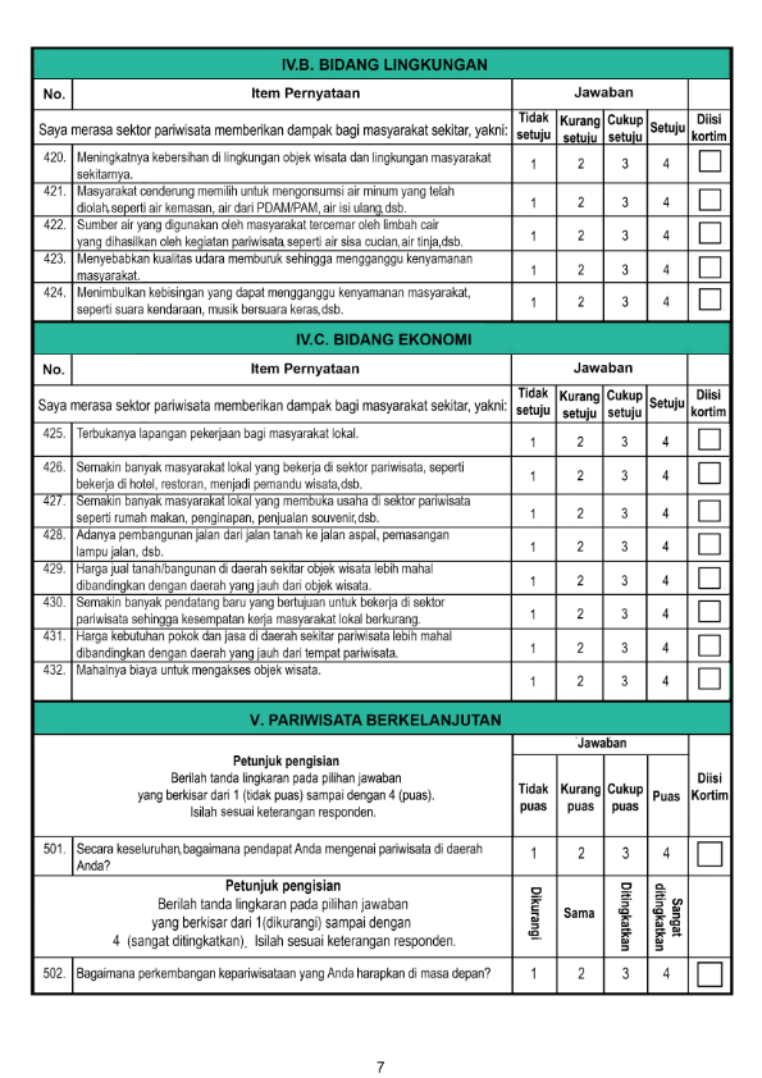 IV.B. BIDANG LINGKUNGAN
No. Item Pernyataan Jawaban
Saya merasa sektor pariwisata memberikan dampak bagi masyarakat sekitar, yakni: Tidak setuju Kurang setuju Cukup setuju Setuju Diisi kortim
420. Meningkatnya kebersihan di lingkungan objek wisata dan lingkungan masyarakat
sekitarnya. 1 2 3 4
421. Masyarakat cenderung memilih untuk mengonsumsi air minum yang telah
diolah,seperti air kemasan, air dari PDAM/PAM, air isi ulang,dsb. 1 2 3 4
422. Sumber air yang digunakan oleh masyarakat tercemar oleh limbah cair
yang dihasilkan oleh kegiatan pariwisata,seperti air sisa cucian,air tinja,dsb. 1 2 3 4
423. Menyebabkan kualitas udara memburuk sehingga mengganggu kenyamanan
masyarakat. 1 2 3 4
424. Menimbulkan kebisingan yang dapat mengganggu kenyamanan masyarakat,
seperti suara kendaraan, musik bersuara keras,dsb. 1 2 3 4
IV.C. BIDANG EKONOMI
No. Item Pernyataan Jawaban
Saya merasa sektor pariwisata memberikan dampak bagi masyarakat sekitar, yakni: Tidak setuju Kurang setuju Cukup setuju Setuju Diisi kortim
425. Terbukanya lapangan pekerjaan bagi masyarakat lokal. 1 2 3 4
426. Semakin banyak masyarakat lokal yang bekerja di sektor pariwisata, seperti
bekerja di hotel, restoran, menjadi pemandu wisata,dsb. 1 2 3 4
427. Semakin banyak masyarakat lokal yang membuka usaha di sektor pariwisata
seperti rumah makan, penginapan, penjualan souvenir,dsb. 1 2 3 4
428. Adanya pembangunan jalan dari jalan tanah ke jalan aspal, pemasangan
lampu jalan, dsb. 1 2 3 4
429. Harga jual tanah/bangunan di daerah sekitar objek wisata lebih mahal
dibandingkan dengan daerah yang jauh dari objek wisata. 1 2 3 4
430. Semakin banyak pendatang baru yang bertujuan untuk bekerja di sektor
pariwisata sehingga kesempatan kerja masyarakat lokal berkurang. 1 2 3 4
431. Harga kebutuhan pokok dan jasa di daerah sekitar pariwisata lebih mahal
dibandingkan dengan daerah yang jauh dari tempat pariwisata. 1 2 3 4
432. Mahalnya biaya untuk mengakses objek wisata. 1 2 3 4
V. PARIWISATA BERKELANJUTAN
Jawaban
Petunjuk pengisian
Berilah tanda lingkaran pada pilihan jawaban
yang berkisar dari 1 (tidak puas) sampai dengan 4 (puas).
Isilah sesuai keterangan responden.
Tidak puas Kurang puas Cukup puas Puas Diisi Kortim
501. Secara keseluruhan,bagaimana pendapat Anda mengenai pariwisata di daerah
Anda? 1 2 3 4
Petunjuk pengisian
Berilah tanda lingkaran pada pilihan jawaban
yang berkisar dari 1(dikurangi) sampai dengan
4 (sangat ditingkatkan). Isilah sesuai keterangan responden.
Dikurangi Sama Ditingkatkan Sangat ditingkatkan
502. Bagaimana perkembangan kepariwisataan yang Anda harapkan di masa depan? 1 2 3 4
7